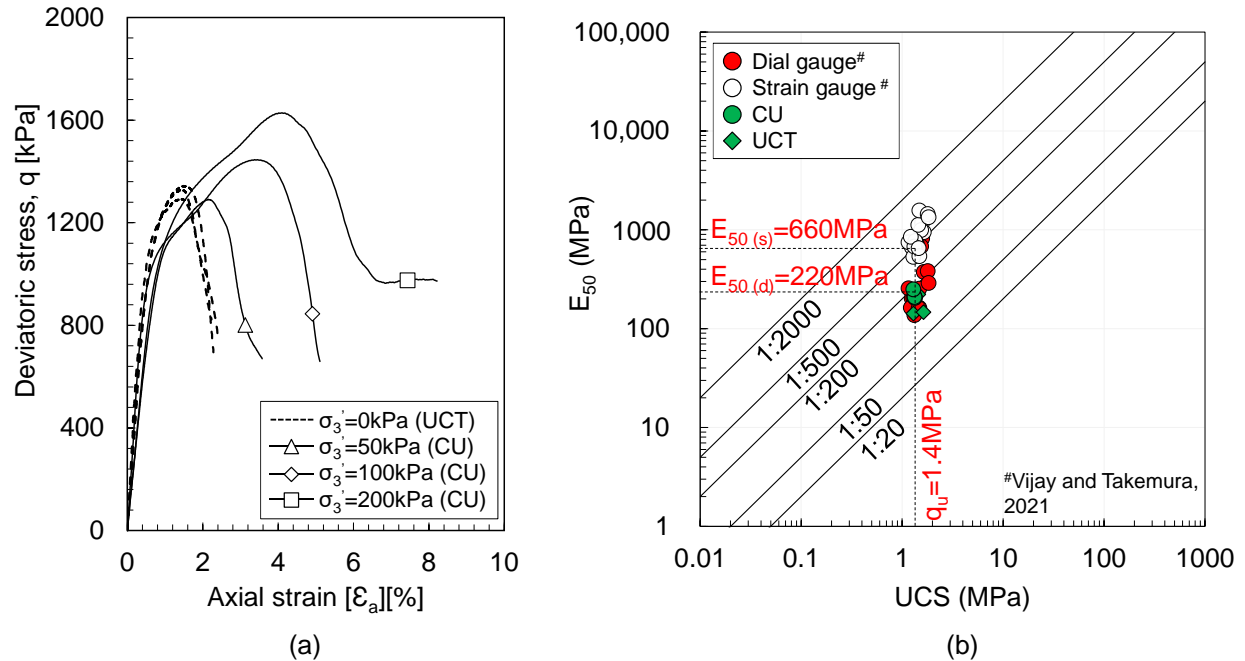 2000
1600
1200
800
400
0
Deviatoric stress, q [kPa]
0 2 4 6 8 10
Axial strain [Ɛₐ][%]
σ₃'=0kPa (UCT)
σ₃'=50kPa (CU)
σ₃'=100kPa (CU)
σ₃'=200kPa (CU)
(a)
100,000
10,000
1000
100
10
1
E₅₀ (MPa)
Dial gauge#
Strain gauge #
CU
UCT
E₅₀ ₍ₛ₎=660MPa
E₅₀ (d)=220MPa
1:2000
1:500
1:200
1:50
1:20
qᵤ=1.4MPa
#Vijay and Takemura,
2021
0.01 0.1 1 10 100 1000
UCS (MPa)
(b)